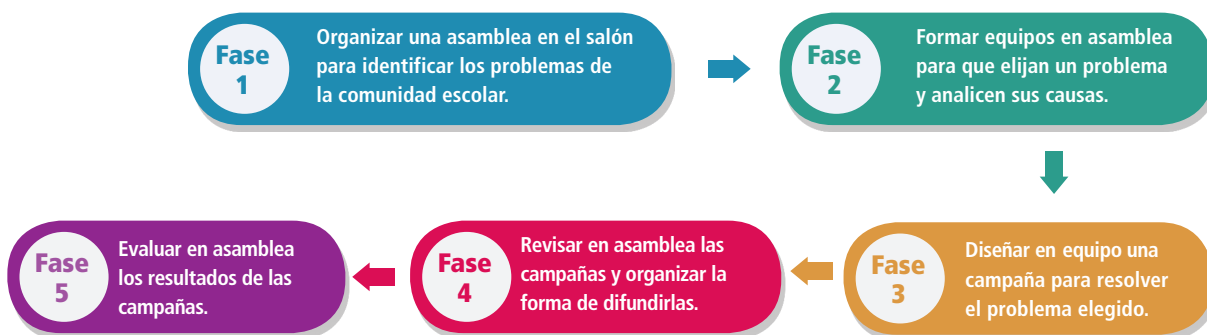 Fase
1
Organizar una asamblea en el salón
para identificar los problemas de
la comunidad escolar.
Fase
2
Formar equipos en asamblea
para que elijan un problema
y analicen sus causas.
Fase
3
Diseñar en equipo una
campaña para resolver
el problema elegido.
Fase
4
Revisar en asamblea las
campañas y organizar la
forma de difundirlas.
Fase
5
Evaluar en asamblea
los resultados de las
campañas.